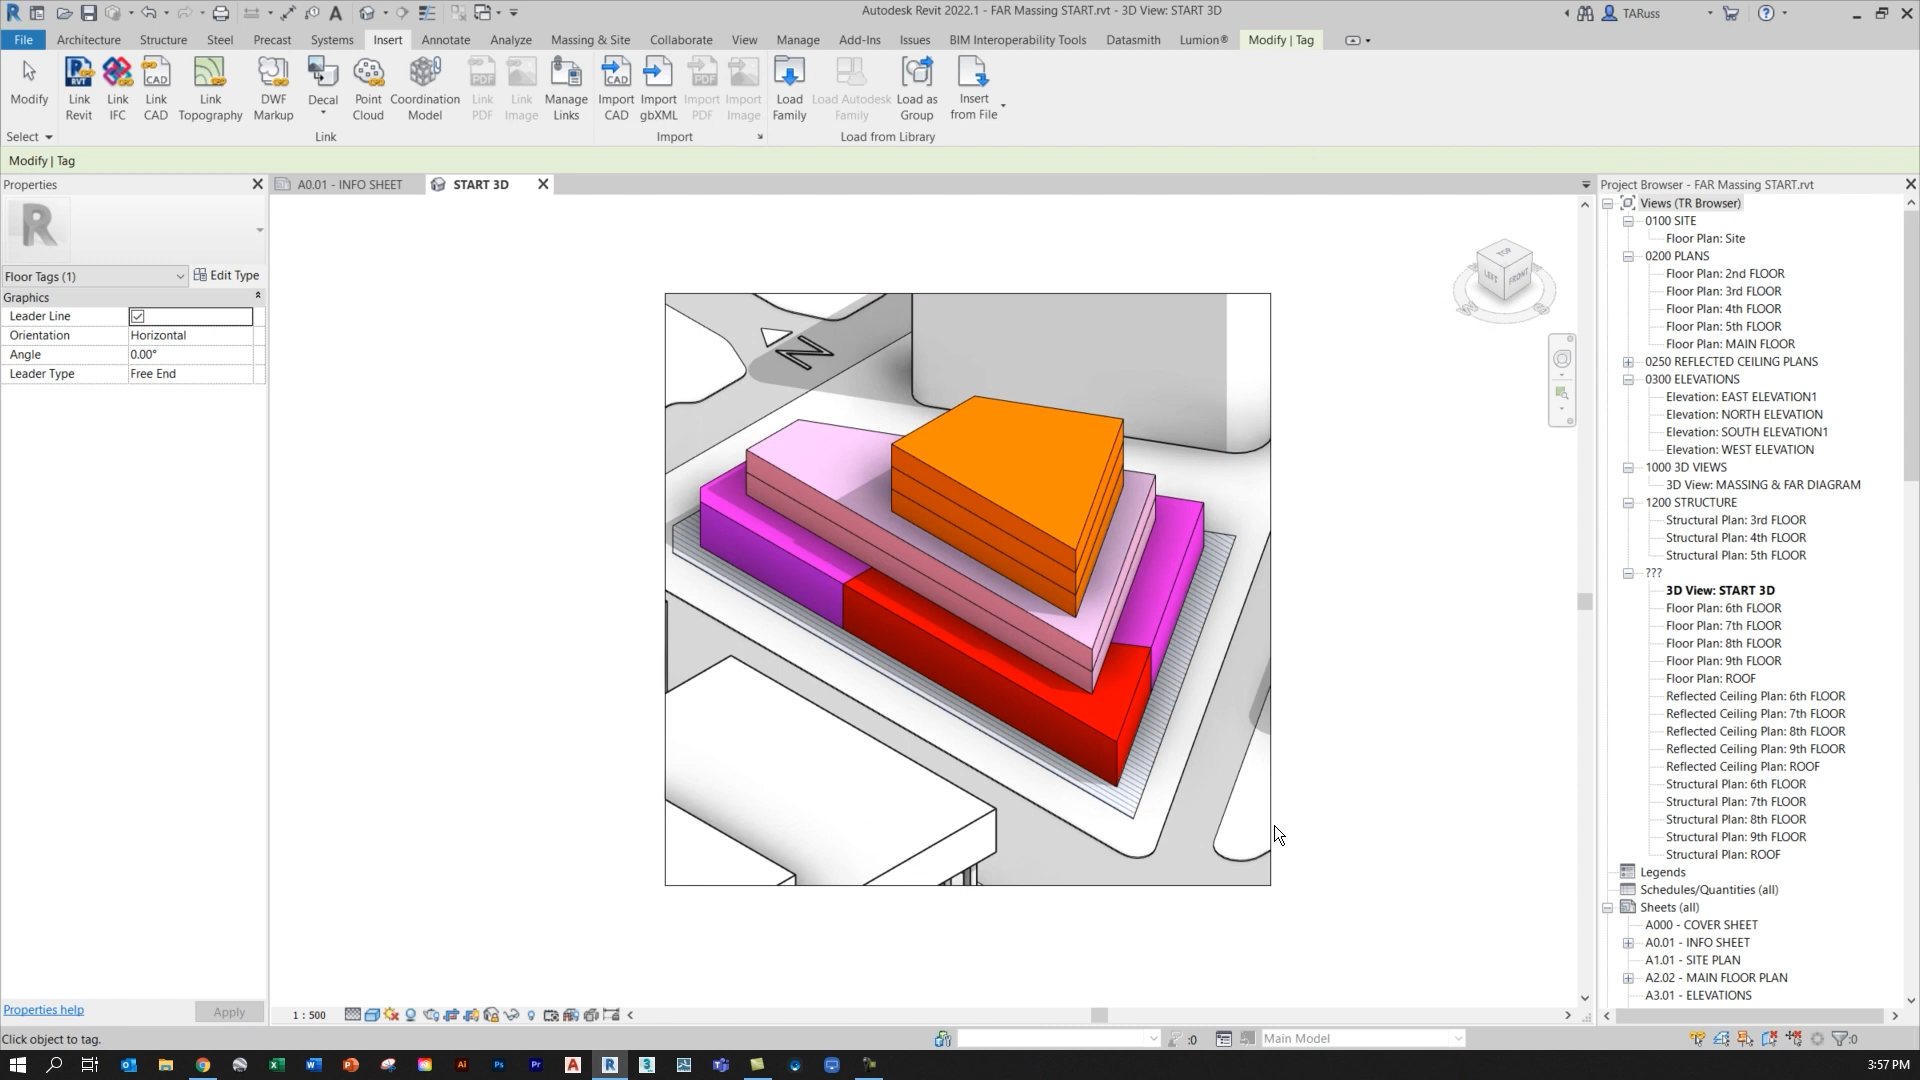 Autodesk Revit 2022.1 - FAR Massing START.rvt - 3D View: START 3D
TARuss
File Architecture Structure Steel Precast Systems Insert Annotate Analyze Massing & Site Collaborate View Manage Add-Ins Issues BIM Interoperability Tools Datasmith Lumion® Modify | Tag
Modify
Link Revit
Link IFC
Link CAD
Link Topography
DWF Markup
Decal
Point Cloud
Coordination Model
Link PDF
Link Image
Manage Links
Import CAD
Import gbXML
Import PDF
Import Image
Load Family
Load Autodesk Family
Load as Group
Insert from File
Select
Link
Import
Load from Library
Modify | Tag
Properties
A0.01 - INFO SHEET
START 3D
Project Browser - FAR Massing START.rvt
Floor Tags (1)
Edit Type
Graphics
Leader Line
Orientation Horizontal
Angle 0.00°
Leader Type Free End
N
TOP
LEFT
FRONT
Views (TR Browser)
0100 SITE
Floor Plan: Site
0200 PLANS
Floor Plan: 2nd FLOOR
Floor Plan: 3rd FLOOR
Floor Plan: 4th FLOOR
Floor Plan: 5th FLOOR
Floor Plan: MAIN FLOOR
0250 REFLECTED CEILING PLANS
0300 ELEVATIONS
Elevation: EAST ELEVATION1
Elevation: NORTH ELEVATION
Elevation: SOUTH ELEVATION1
Elevation: WEST ELEVATION
1000 3D VIEWS
3D View: MASSING & FAR DIAGRAM
1200 STRUCTURE
Structural Plan: 3rd FLOOR
Structural Plan: 4th FLOOR
Structural Plan: 5th FLOOR
???
3D View: START 3D
Floor Plan: 6th FLOOR
Floor Plan: 7th FLOOR
Floor Plan: 8th FLOOR
Floor Plan: 9th FLOOR
Floor Plan: ROOF
Reflected Ceiling Plan: 6th FLOOR
Reflected Ceiling Plan: 7th FLOOR
Reflected Ceiling Plan: 8th FLOOR
Reflected Ceiling Plan: 9th FLOOR
Reflected Ceiling Plan: ROOF
Structural Plan: 6th FLOOR
Structural Plan: 7th FLOOR
Structural Plan: 8th FLOOR
Structural Plan: 9th FLOOR
Structural Plan: ROOF
Legends
Schedules/Quantities (all)
Sheets (all)
A000 - COVER SHEET
A0.01 - INFO SHEET
A1.01 - SITE PLAN
A2.02 - MAIN FLOOR PLAN
A3.01 - ELEVATIONS
Properties help
Apply
1 : 500
Click object to tag.
:0
Main Model
:0
3:57 PM